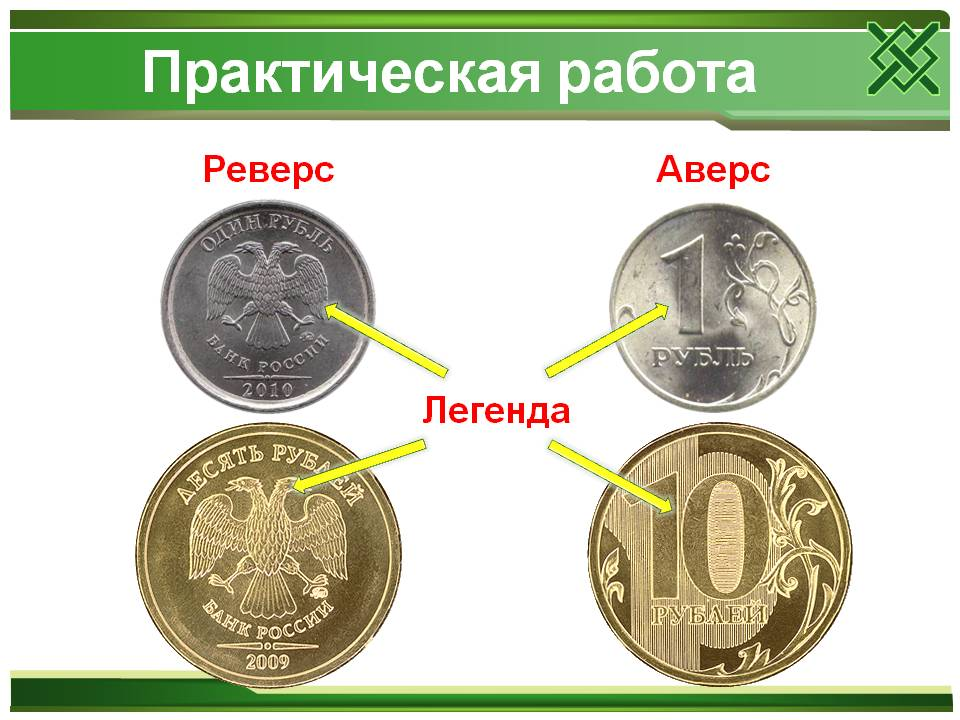 Практическая работа
Реверс
Аверс
ОДИН РУБЛЬ
БАНК РОССИИ
2010
1
РУБЛЬ
Легенда
ДЕСЯТЬ РУБЛЕЙ
БАНК РОССИИ
2009
10
РУБЛЕЙ